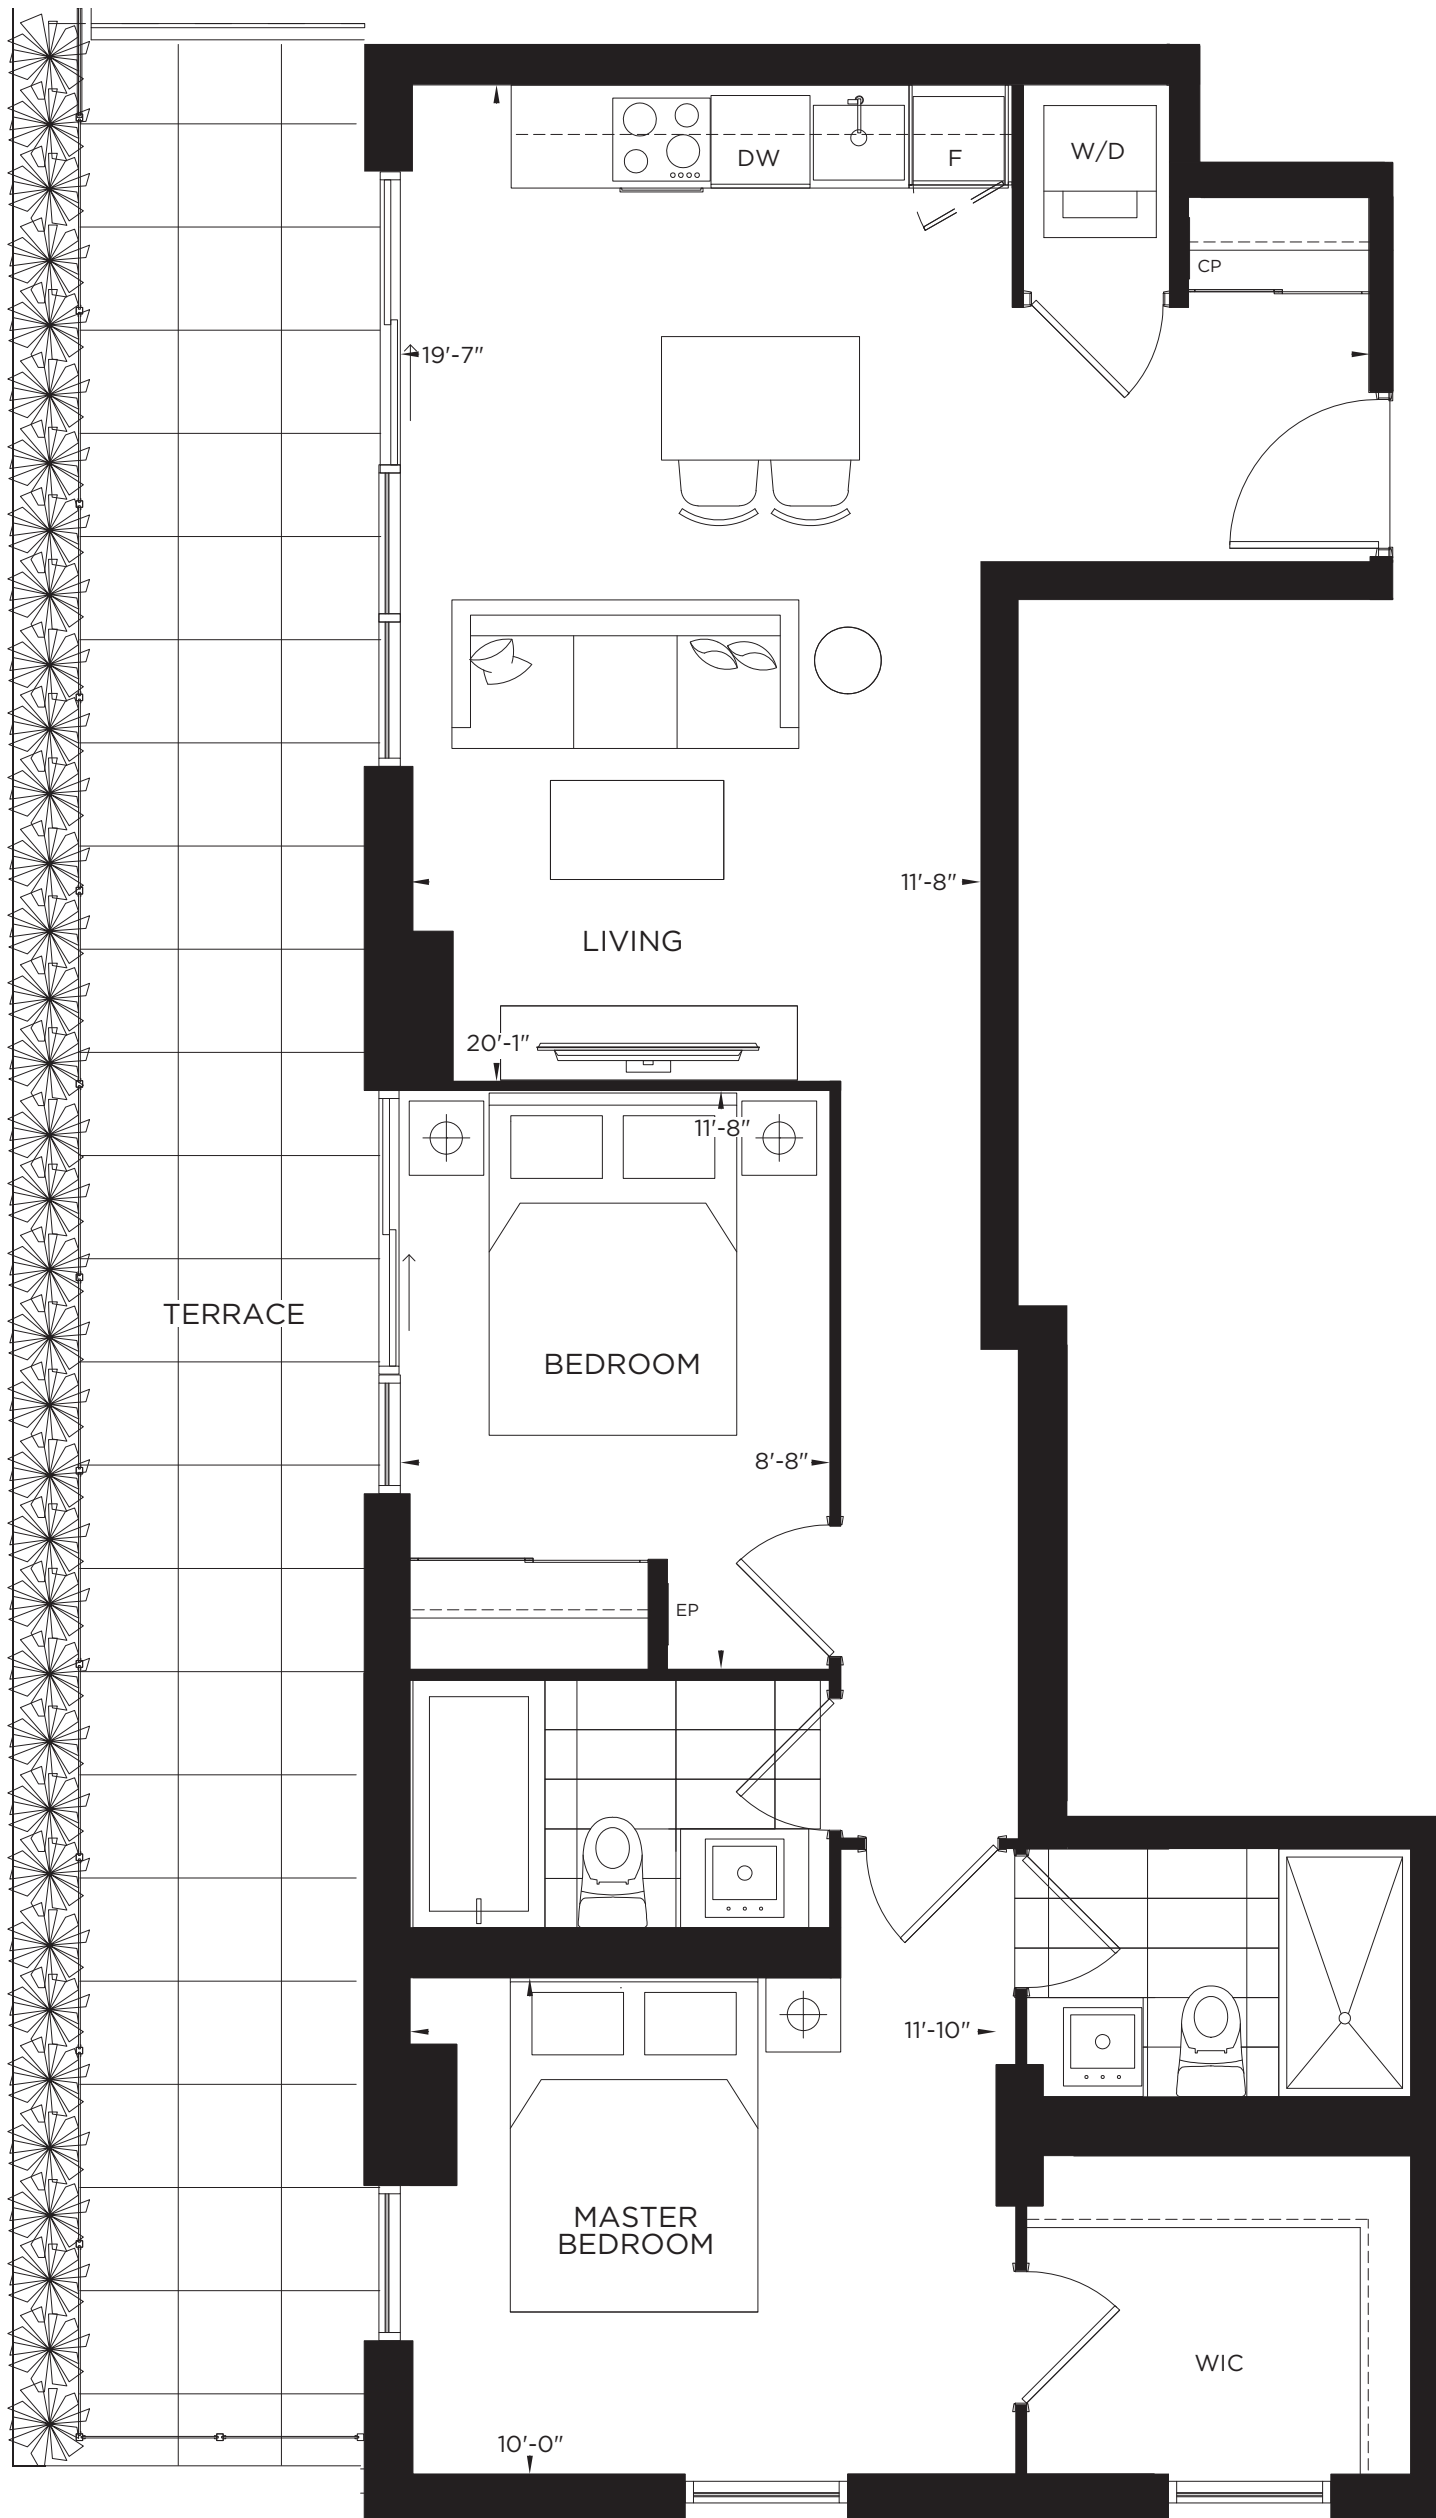 DW
F
W/D
CP
19'-7"
11'-8"
LIVING
20'-1"
11'-8"
TERRACE
BEDROOM
8'-8"
EP
11'-10"
MASTER
BEDROOM
WIC
10'-0"